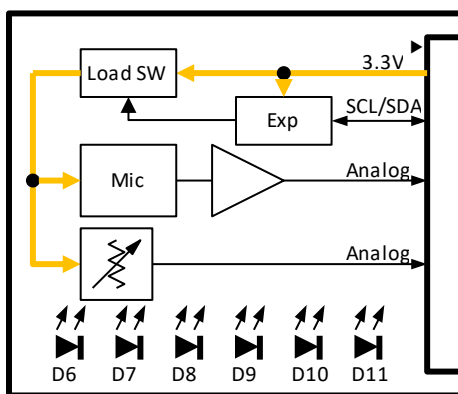 Load SW
3.3V
Exp
SCL/SDA
Mic
Analog
Analog
D6 D7 D8 D9 D10 D11